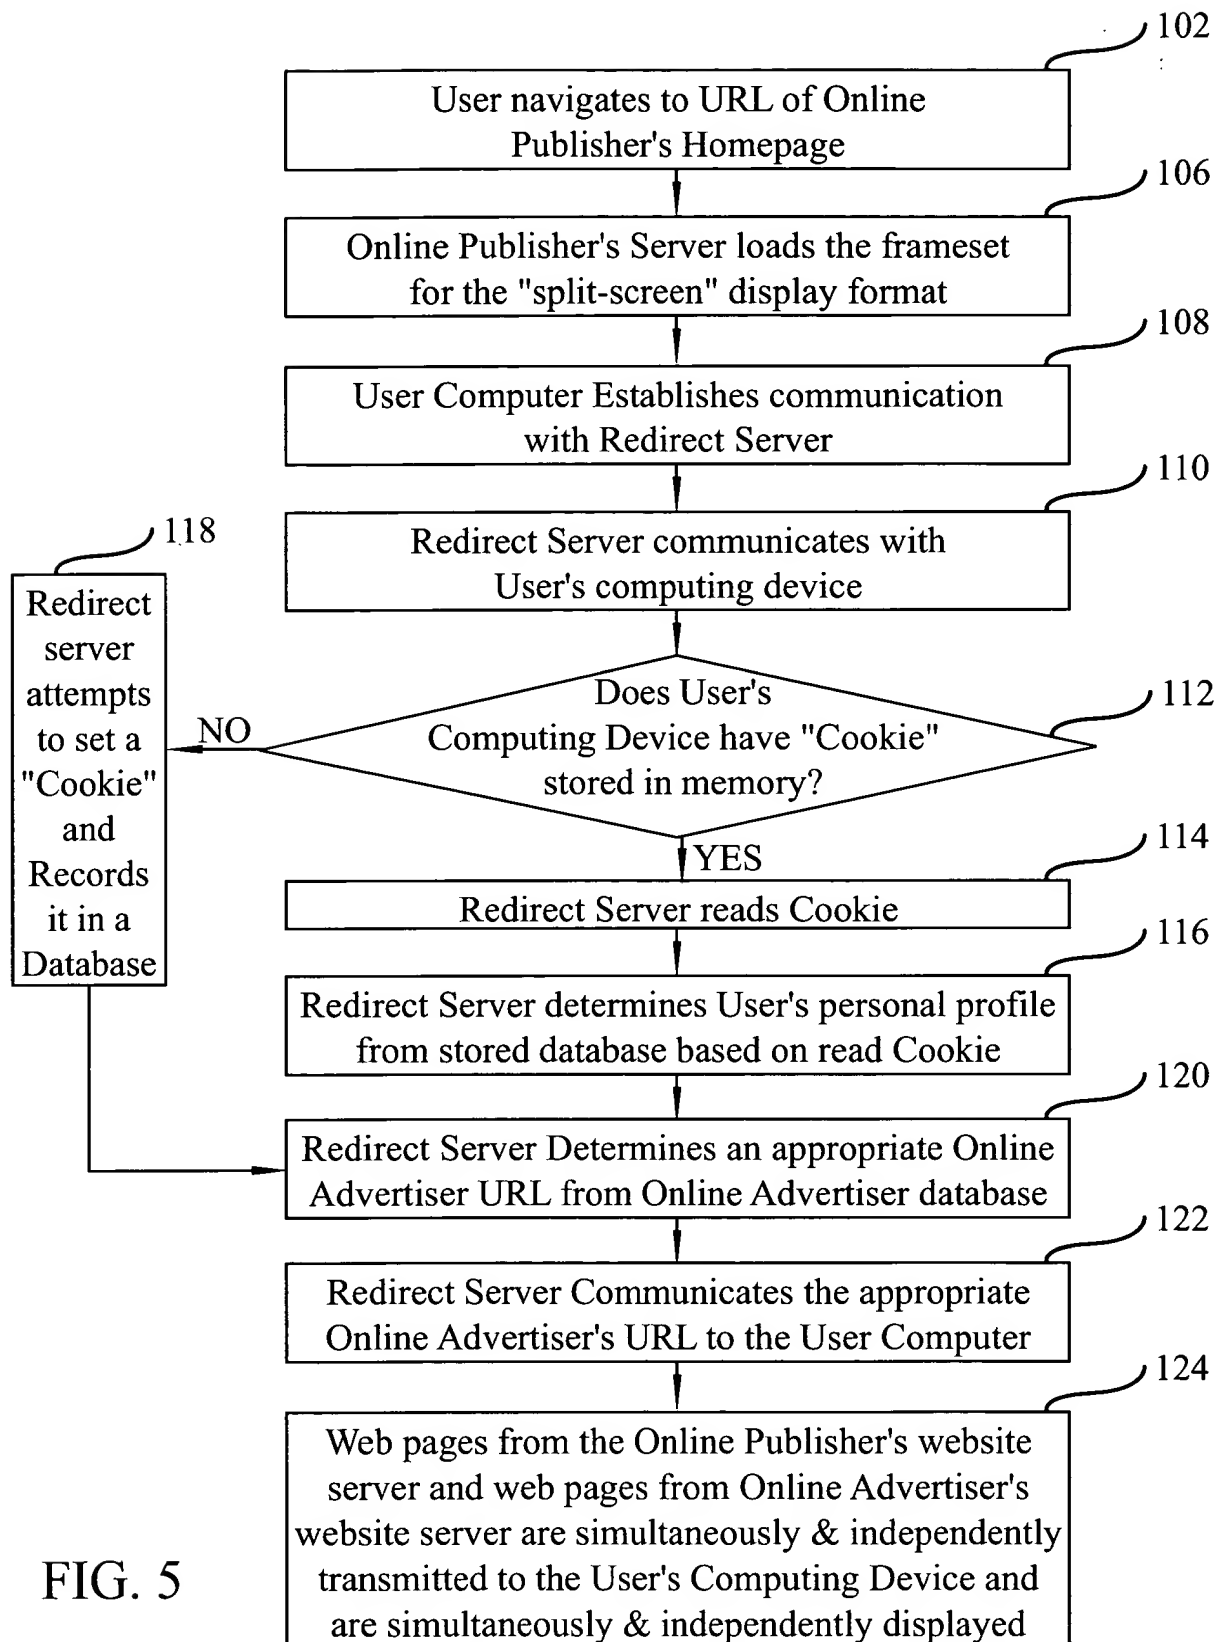 102
User navigates to URL of Online
Publisher's Homepage
106
Online Publisher's Server loads the frameset
for the "split-screen" display format
108
User Computer Establishes communication
with Redirect Server
110
Redirect Server communicates with
User's computing device
118
Redirect
server
attempts
to set a
"Cookie"
and
Records
it in a
Database
NO
Does User's
Computing Device have "Cookie"
stored in memory?
112
YES
114
Redirect Server reads Cookie
116
Redirect Server determines User's personal profile
from stored database based on read Cookie
120
Redirect Server Determines an appropriate Online
Advertiser URL from Online Advertiser database
122
Redirect Server Communicates the appropriate
Online Advertiser's URL to the User Computer
124
Web pages from the Online Publisher's website
server and web pages from Online Advertiser's
website server are simultaneously & independently
transmitted to the User's Computing Device and
are simultaneously & independently displayed
FIG. 5